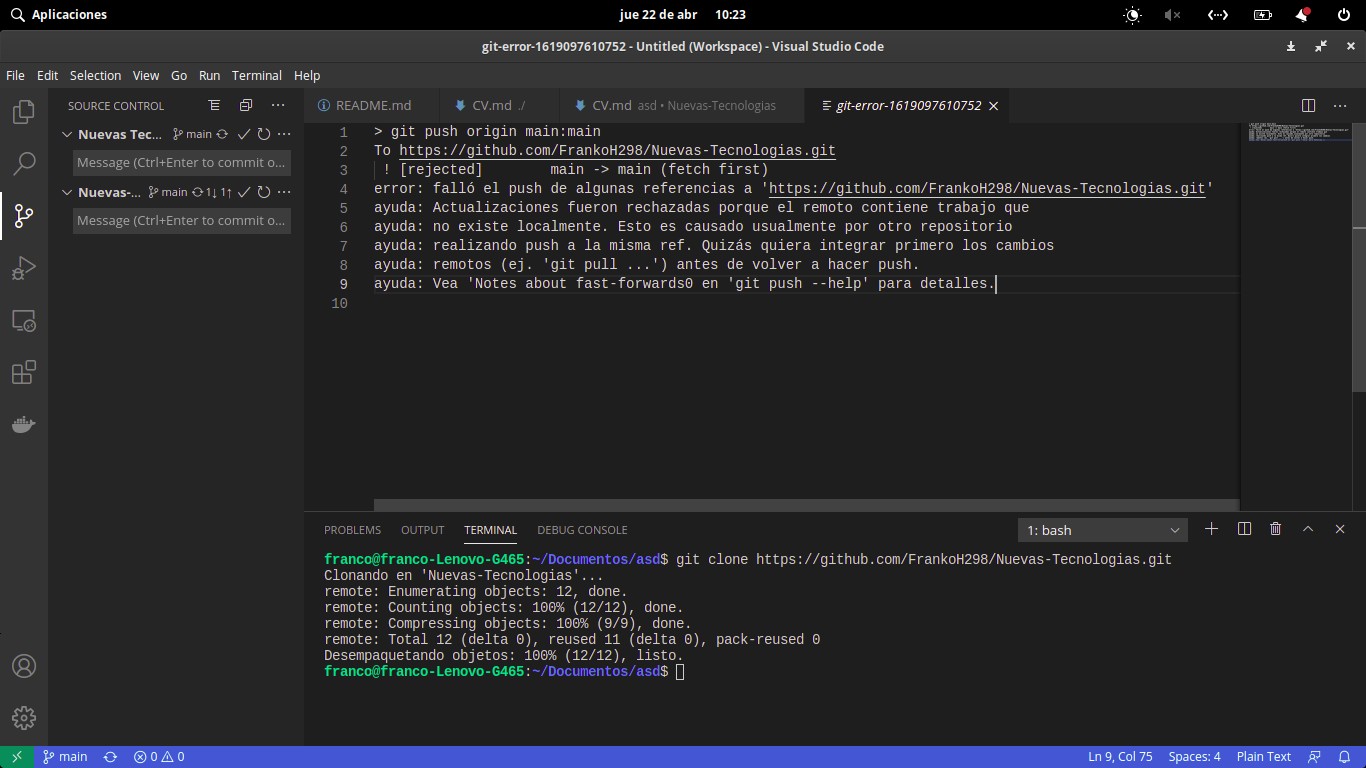 Aplicaciones
jue 22 de abr 10:23
git-error-1619097610752 - Untitled (Workspace) - Visual Studio Code
File Edit Selection View Go Run Terminal Help
SOURCE CONTROL
Nuevas Tec... main
Message (Ctrl+Enter to commit o...
Nuevas-... main 1↓ 1↑
Message (Ctrl+Enter to commit o...
README.md
CV.md ./
CV.md asd • Nuevas-Tecnologias
git-error-1619097610752
1 > git push origin main:main
2 To https://github.com/FrankoH298/Nuevas-Tecnologias.git
3 ! [rejected] main -> main (fetch first)
4 error: falló el push de algunas referencias a 'https://github.com/FrankoH298/Nuevas-Tecnologias.git'
5 ayuda: Actualizaciones fueron rechazadas porque el remoto contiene trabajo que
6 ayuda: no existe localmente. Esto es causado usualmente por otro repositorio
7 ayuda: realizando push a la misma ref. Quizás quiera integrar primero los cambios
8 ayuda: remotos (ej. 'git pull ...') antes de volver a hacer push.
9 ayuda: Vea 'Notes about fast-forwards0 en 'git push --help' para detalles.
10
PROBLEMS OUTPUT TERMINAL DEBUG CONSOLE
1: bash
franco@franco-Lenovo-G465:~/Documentos/asd$ git clone https://github.com/FrankoH298/Nuevas-Tecnologias.git
Clonando en 'Nuevas-Tecnologias'...
remote: Enumerating objects: 12, done.
remote: Counting objects: 100% (12/12), done.
remote: Compressing objects: 100% (9/9), done.
remote: Total 12 (delta 0), reused 11 (delta 0), pack-reused 0
Desempaquetando objetos: 100% (12/12), listo.
franco@franco-Lenovo-G465:~/Documentos/asd$
main
0 0
Ln 9, Col 75 Spaces: 4 Plain Text